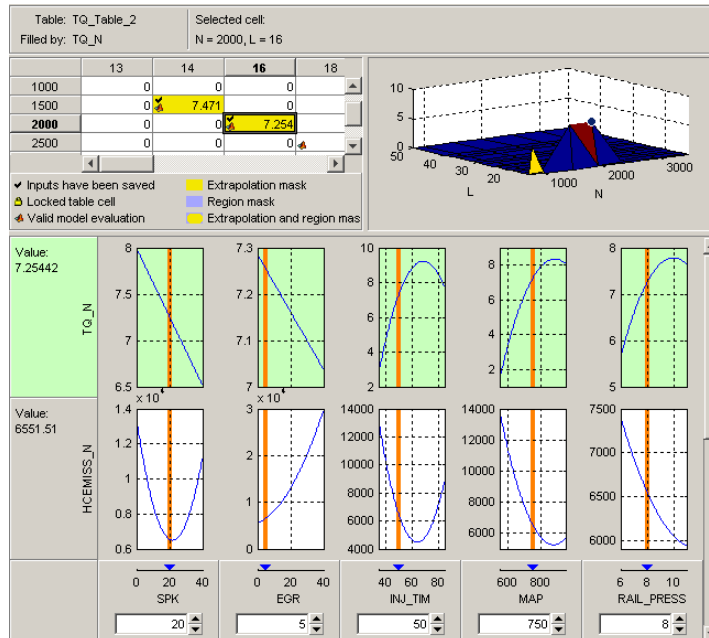 Table: TQ_Table_2
Selected cell:
Filled by: TQ_N
N = 2000, L = 16
13 14 16 18
1000 0 0 0 0
1500 0 7.471 0 0
2000 0 0 7.254 0
2500 0 0 0
Inputs have been saved
Extrapolation mask
Locked table cell
Region mask
Valid model evaluation
Extrapolation and region mas
10
5
0
50
40
30
20
L
1000
2000
3000
N
Value:
7.25442
TQ_N
8 7.3 10 8 8
7.5 7.2 8 6 7
7 7.1 6 4 6
6.5 7 4 2 5
2
x 10⁴ x 10⁴
Value:
6551.51
HCEMISS_N
1.4 3 14000 14000 7500
1.2 2 12000 12000 7000
1 1 10000 10000 6500
0.8 0 8000 8000 6000
0.6 6000 6000
4000
0 20 40 0 20 40 40 60 80 600 800 6 8 10
SPK EGR INJ_TIM MAP RAIL_PRESS
20 5 50 750 8